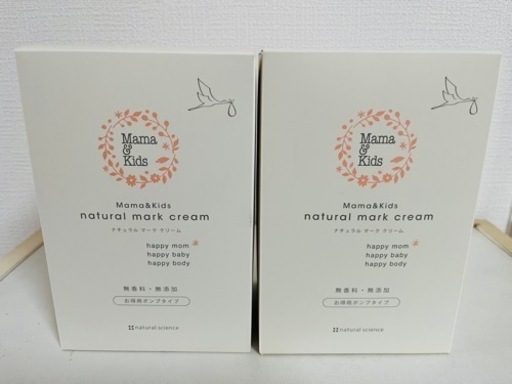 Mama
&
Kids
Mama&Kids
natural mark cream
ナチュラル マーク クリーム
happy mom
happy baby
happy body
無香料・無添加
お得用ポンプタイプ
natural science
Mama
&
Kids
Mama&Kids
natural mark cream
ナチュラル マーク クリーム
happy mom
happy baby
happy body
無香料・無添加
お得用ポンプタイプ
natural science